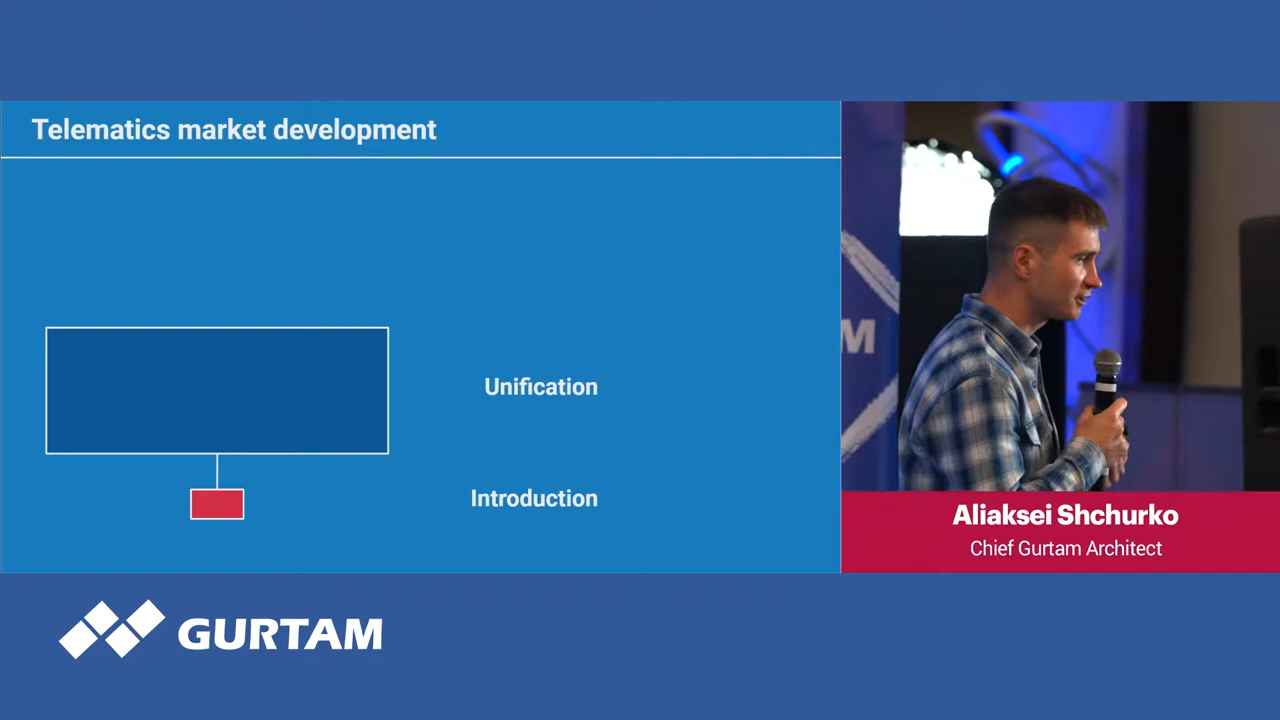 Telematics market development
Unification
Introduction
M
Aliaksei Shchurko
Chief Gurtam Architect
GURTAM